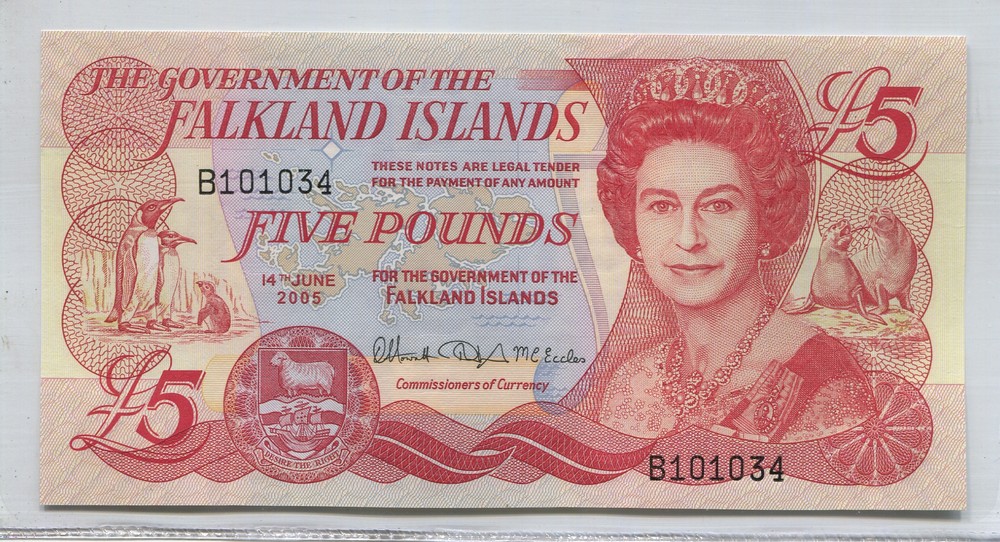 THE GOVERNMENT OF THE
FALKLAND ISLANDS
£5
THESE NOTES ARE LEGAL TENDER
FOR THE PAYMENT OF ANY AMOUNT
B101034
FIVE POUNDS
14TH JUNE
2005
FOR THE GOVERNMENT OF THE
FALKLAND ISLANDS
M C Eccles
Commissioners of Currency
£5
DESIRE THE RIGHT
B101034